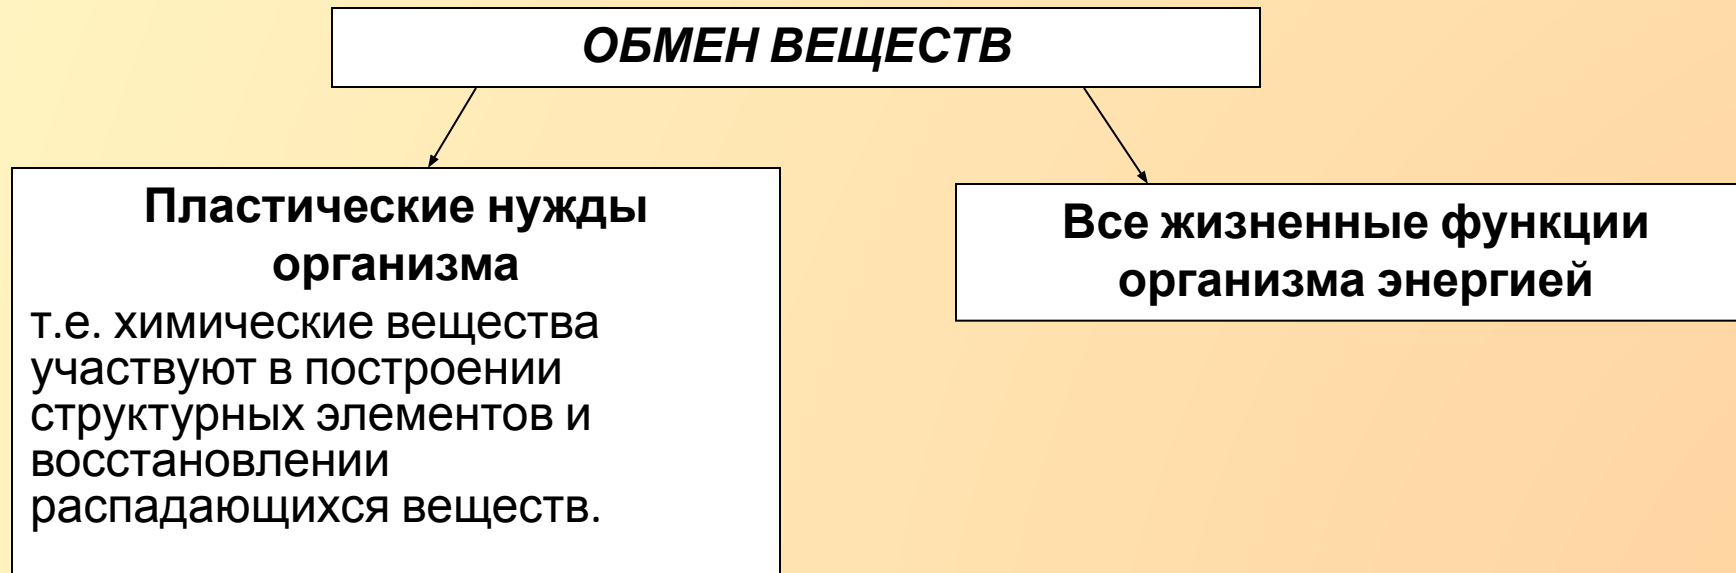 ОБМЕН ВЕЩЕСТВ
Пластические нужды
организма
т.е. химические вещества
участвуют в построении
структурных элементов и
восстановлении
распадающихся веществ.
Все жизненные функции
организма энергией